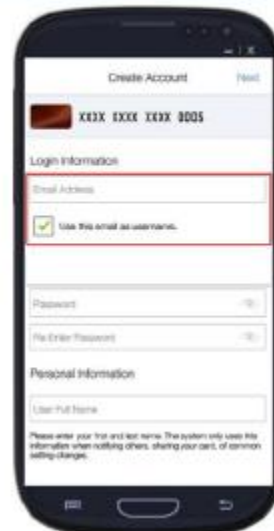 Create Account Next
XXXX XXXX XXXX 0005
Login Information
Email Address
Use this email as username.
Password
Re-Enter Password
Personal Information
User Full Name
Please enter your first and last name. The system only uses this
information when notifying others, sharing your card, of common
setting changes.